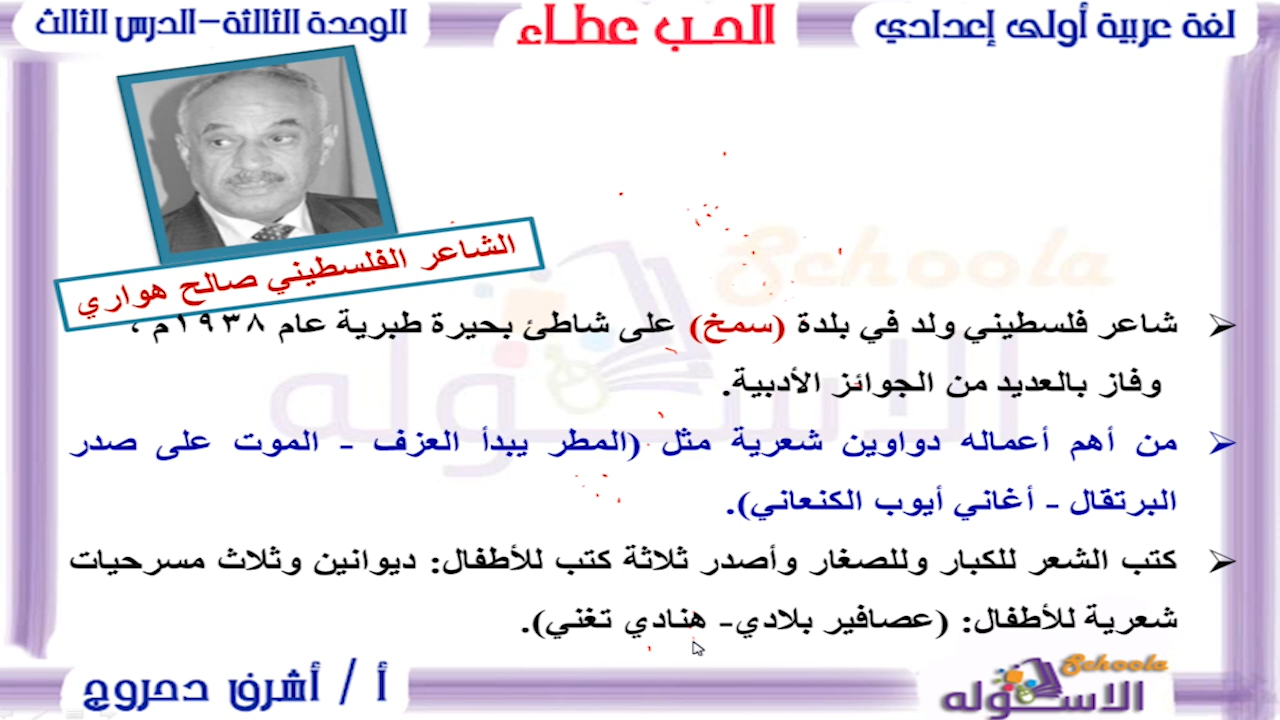 لغة عربية أولى إعدادي
الحب عطاء
الوحدة الثالثة-الدرس الثالث
الشاعر الفلسطيني صالح هواري
شاعر فلسطيني ولد في بلدة (سمخ) على شاطئ بحيرة طبرية عام ١٩٣٨م ،
وفاز بالعديد من الجوائز الأدبية.
من أهم أعماله دواوين شعرية مثل (المطر يبدأ العزف - الموت على صدر
البرتقال - أغاني أيوب الكنعاني).
كتب الشعر للكبار وللصغار وأصدر ثلاثة كتب للأطفال: ديوانين وثلاث مسرحيات
شعرية للأطفال: (عصافير بلادي- هنادي تغني).
Schoola
الاسكوله
أ / أشرف دحروج
Schoola
الاسكوله